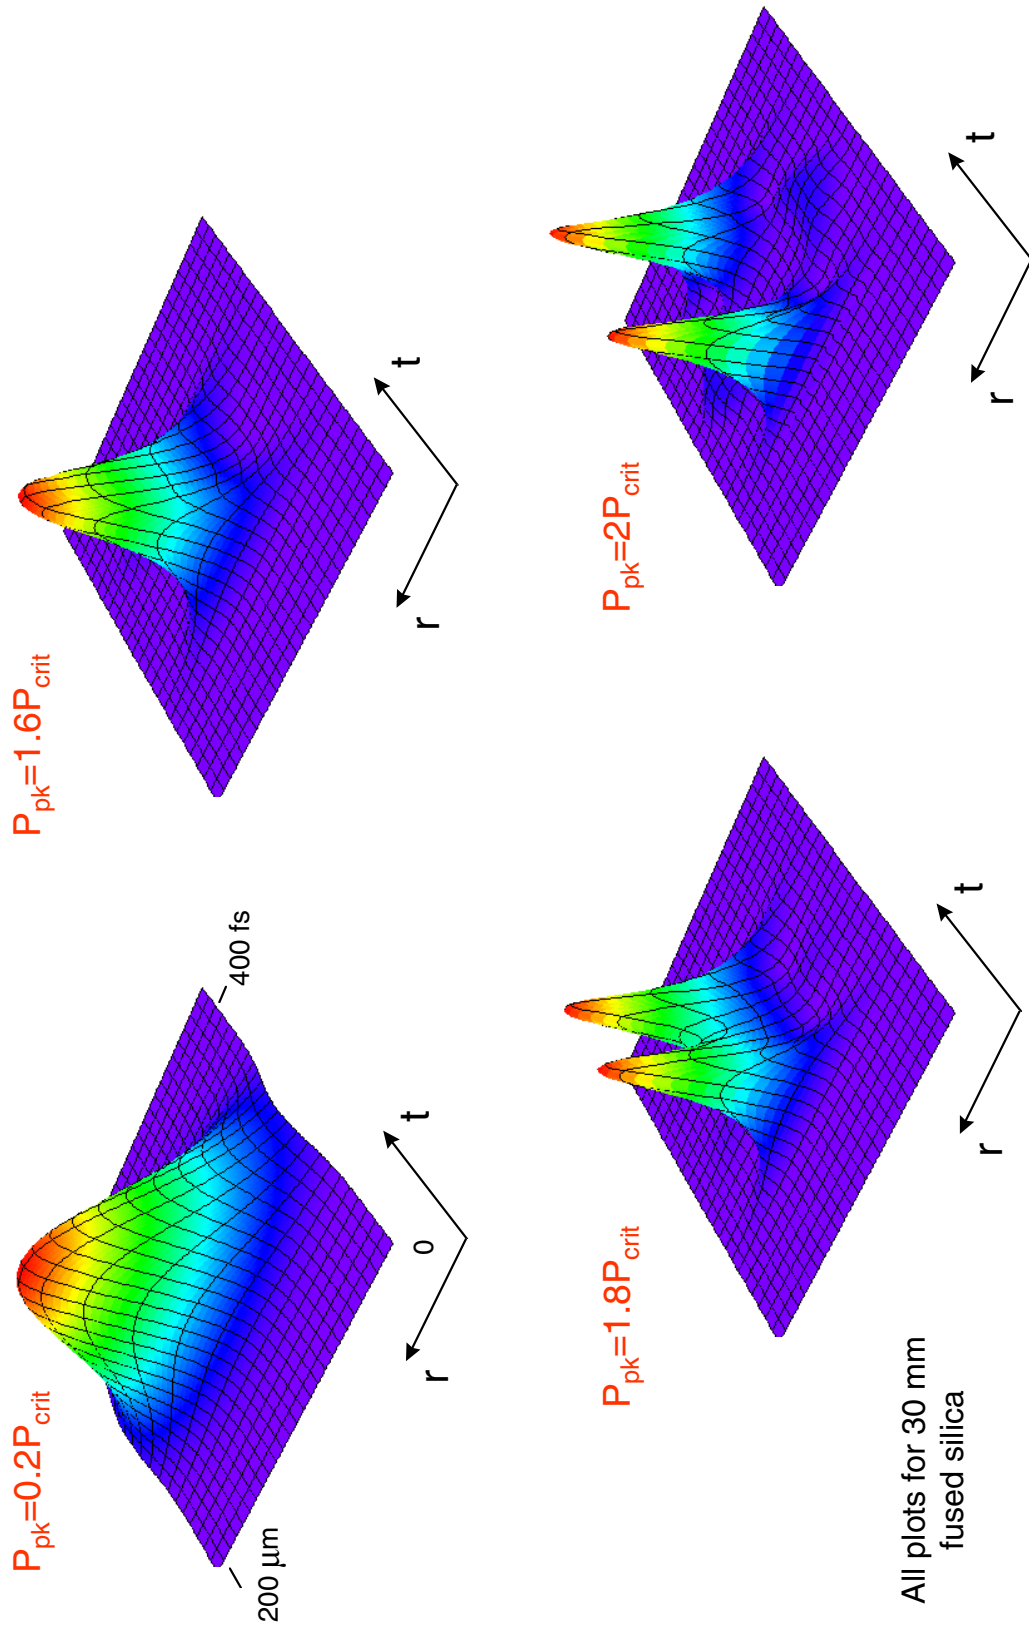 P_pk=0.2P_crit
200 μm
400 fs
0
r
t
P_pk=1.6P_crit
r
t
P_pk=1.8P_crit
r
t
P_pk=2P_crit
r
t
All plots for 30 mm
fused silica